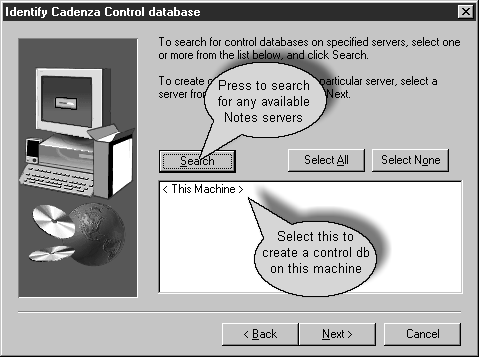 Identify Cadenza Control database
To search for control databases on specified servers, select one
or more from the list below, and click Search.
To create particular server, select a
server from Next.
Press to search
for any available
Notes servers
Search
Select All
Select None
< This Machine >
Select this to
create a control db
on this machine
< Back
Next >
Cancel